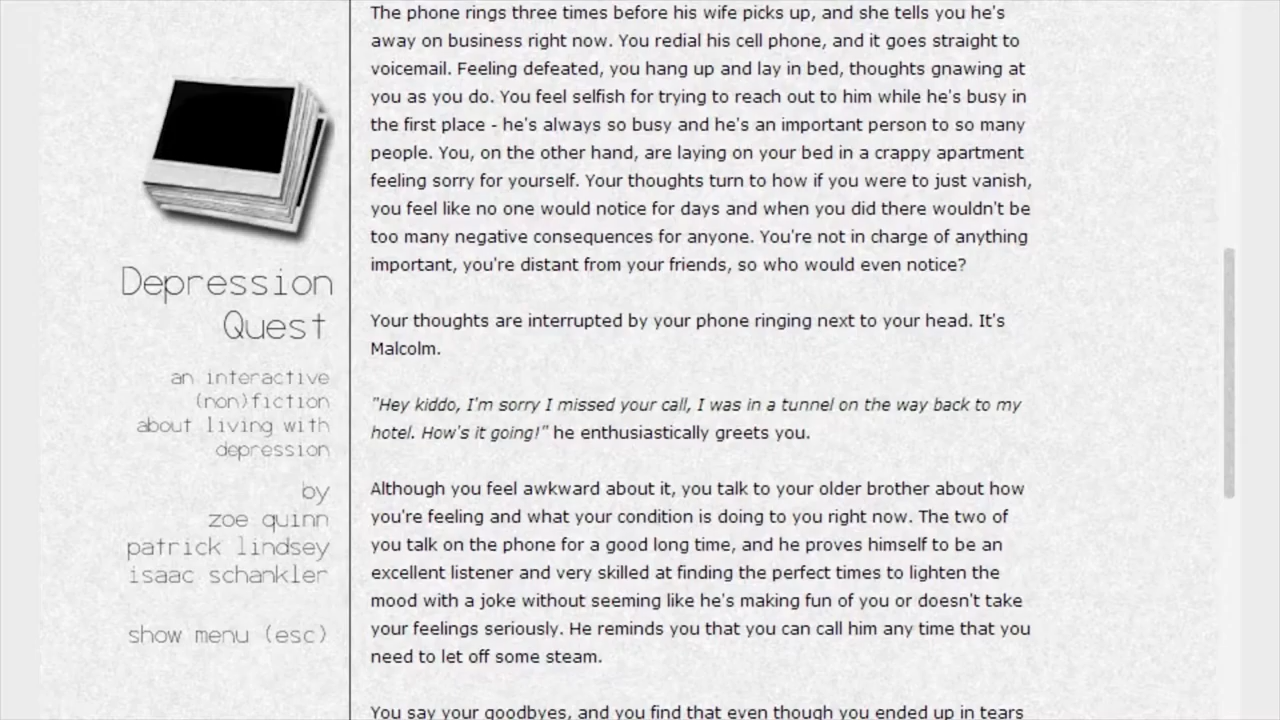 Depression
Quest
an interactive
(non)fiction
about living with
depression
by
zoe quinn
patrick lindsey
isaac schankler
show menu (esc)
The phone rings three times before his wife picks up, and she tells you he's
away on business right now. You redial his cell phone, and it goes straight to
voicemail. Feeling defeated, you hang up and lay in bed, thoughts gnawing at
you as you do. You feel selfish for trying to reach out to him while he's busy in
the first place - he's always so busy and he's an important person to so many
people. You, on the other hand, are laying on your bed in a crappy apartment
feeling sorry for yourself. Your thoughts turn to how if you were to just vanish,
you feel like no one would notice for days and when you did there wouldn't be
too many negative consequences for anyone. You're not in charge of anything
important, you're distant from your friends, so who would even notice?
Your thoughts are interrupted by your phone ringing next to your head. It's
Malcolm.
"Hey kiddo, I'm sorry I missed your call, I was in a tunnel on the way back to my
hotel. How's it going!" he enthusiastically greets you.
Although you feel awkward about it, you talk to your older brother about how
you're feeling and what your condition is doing to you right now. The two of
you talk on the phone for a good long time, and he proves himself to be an
excellent listener and very skilled at finding the perfect times to lighten the
mood with a joke without seeming like he's making fun of you or doesn't take
your feelings seriously. He reminds you that you can call him any time that you
need to let off some steam.
You say your goodbyes, and you find that even though you ended up in tears